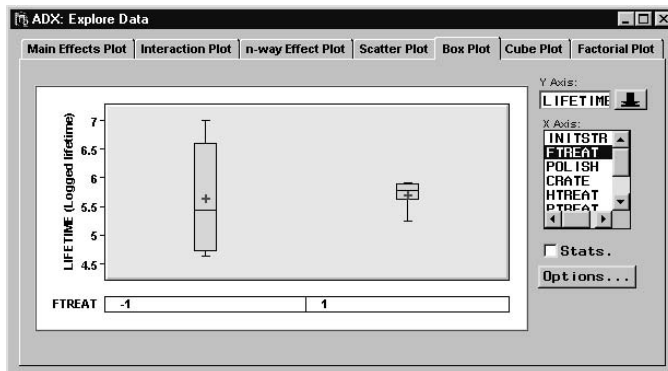 ADX: Explore Data
Main Effects Plot Interaction Plot n-way Effect Plot Scatter Plot Box Plot Cube Plot Factorial Plot
Y Axis:
LIFETIME
X Axis:
INITSTR
FTREAT
POLISH
CRATE
HTREAT
PTREAT
Stats.
Options...
LIFETIME (Logged lifetime)
7
6.5
6
5.5
5
4.5
FTREAT -1 1